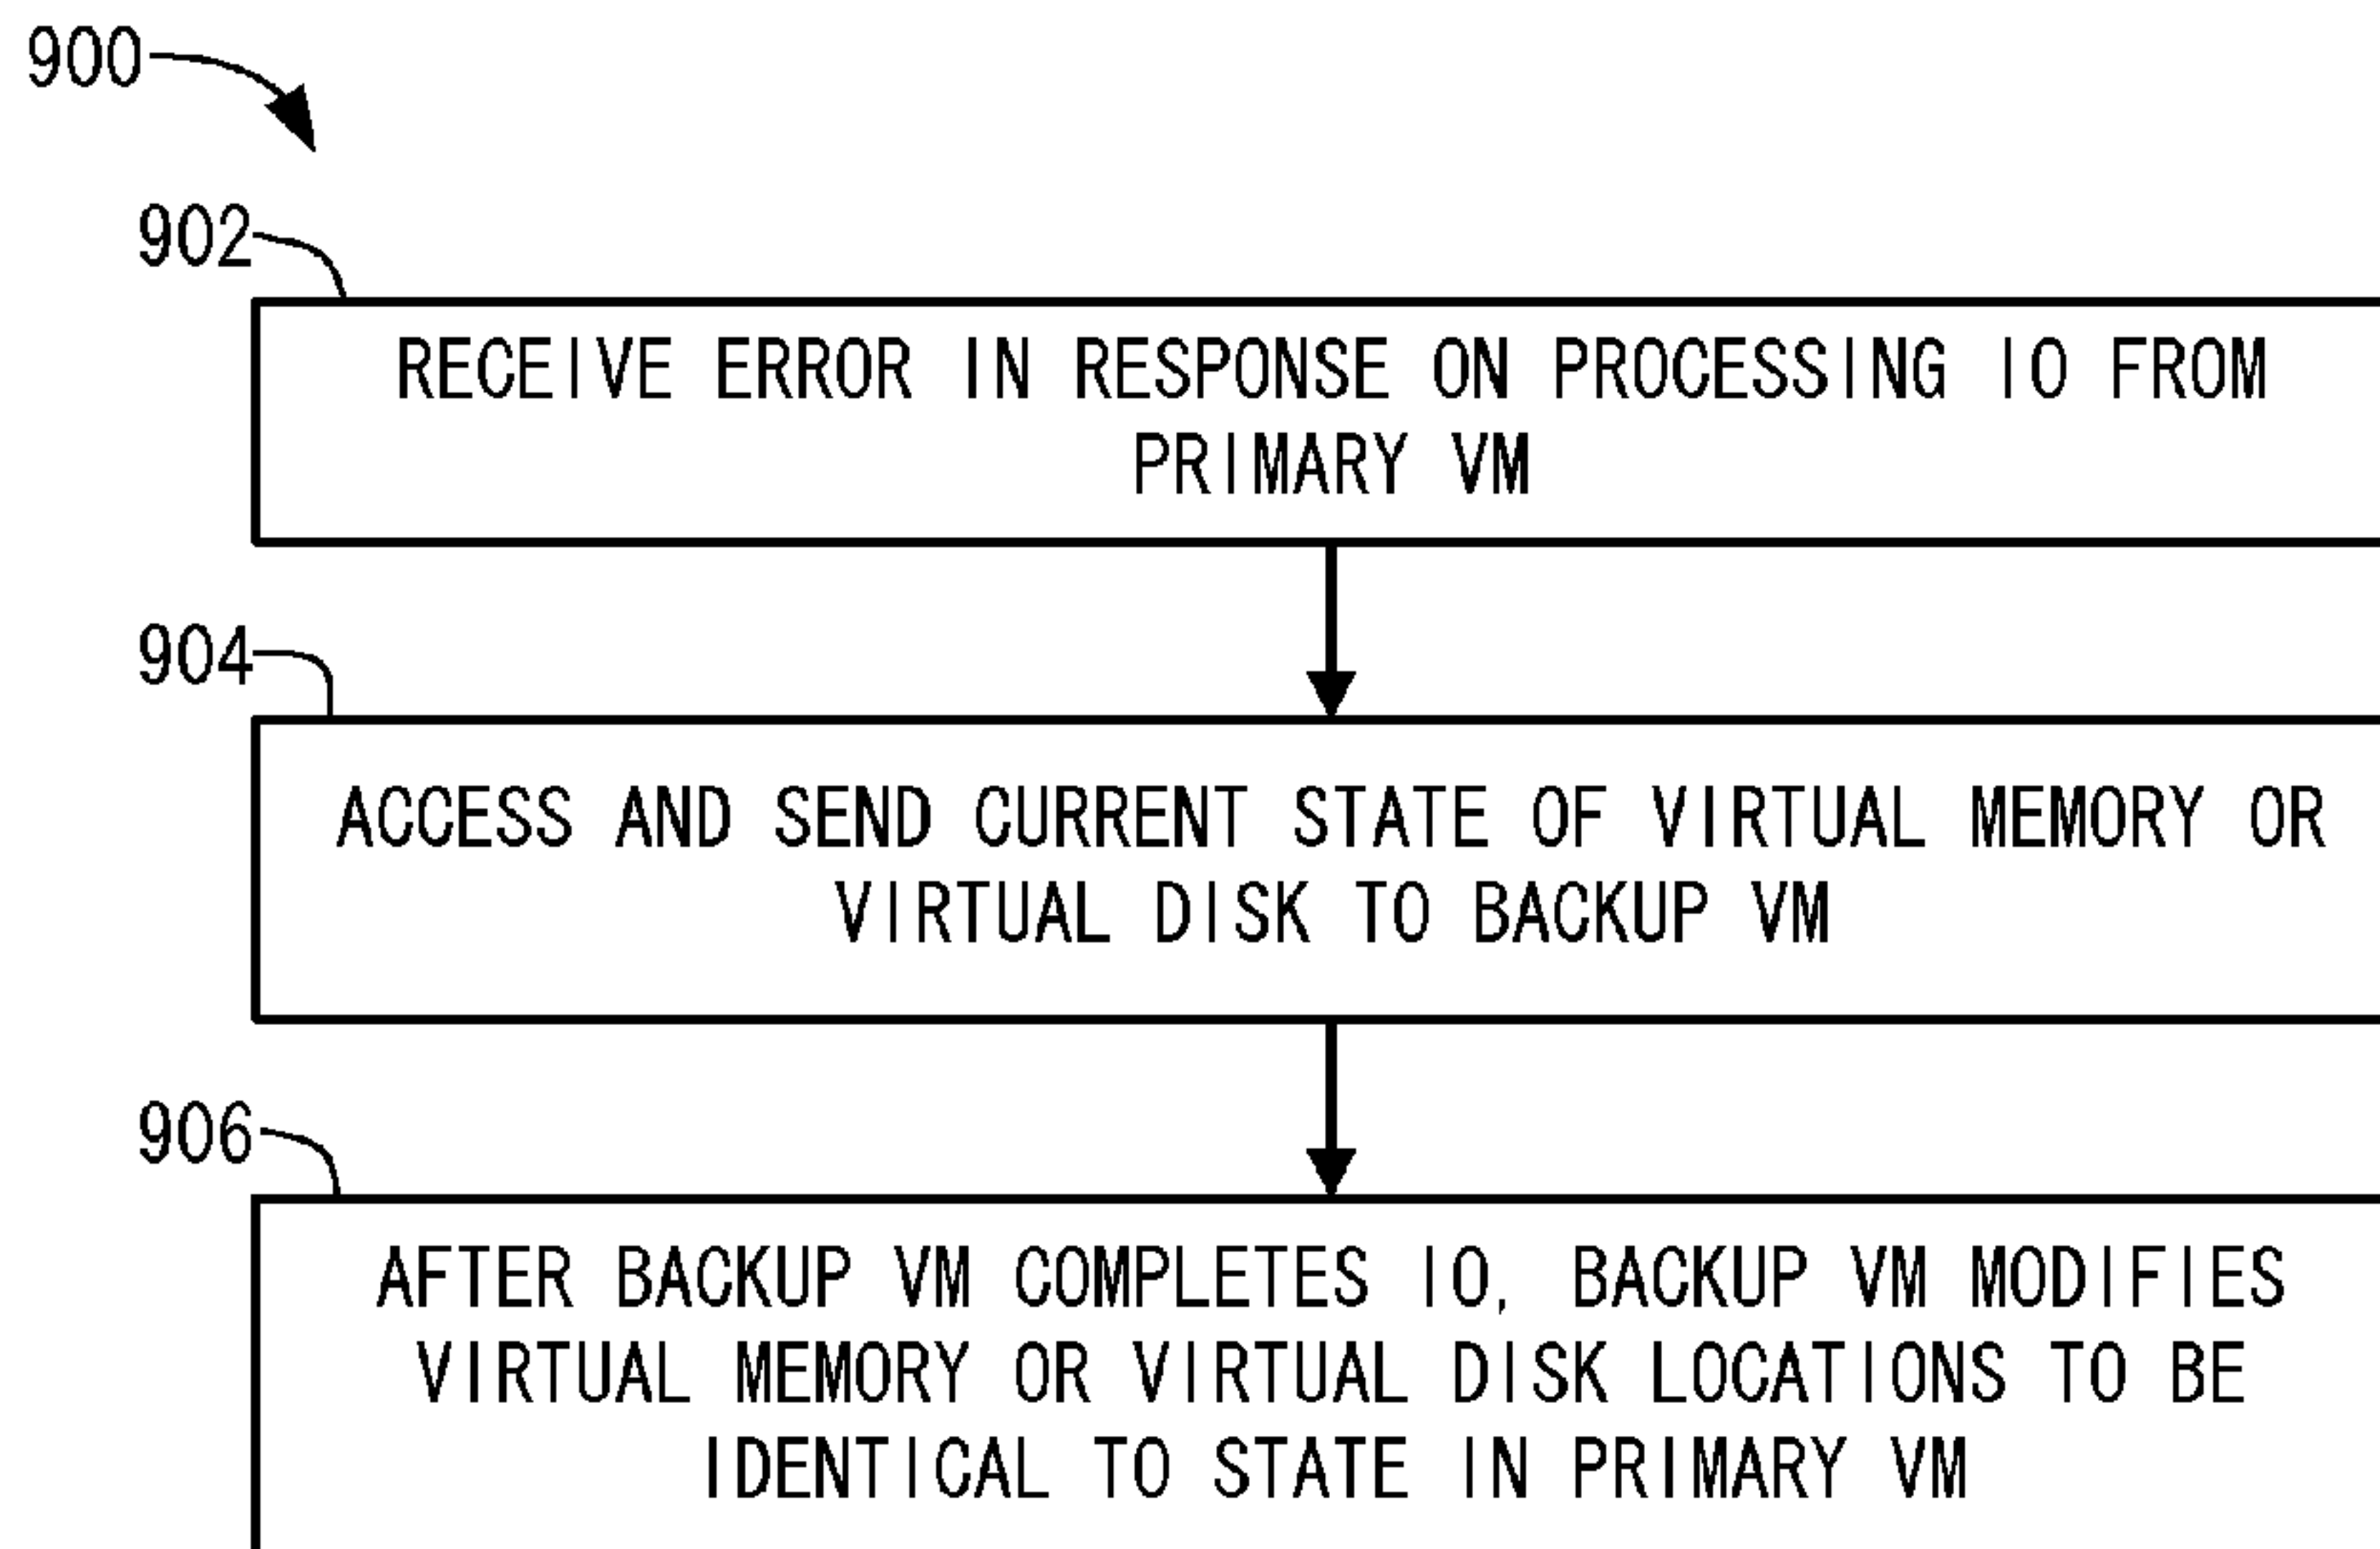 900
902
RECEIVE ERROR IN RESPONSE ON PROCESSING IO FROM
PRIMARY VM
904
ACCESS AND SEND CURRENT STATE OF VIRTUAL MEMORY OR
VIRTUAL DISK TO BACKUP VM
906
AFTER BACKUP VM COMPLETES IO, BACKUP VM MODIFIES
VIRTUAL MEMORY OR VIRTUAL DISK LOCATIONS TO BE
IDENTICAL TO STATE IN PRIMARY VM